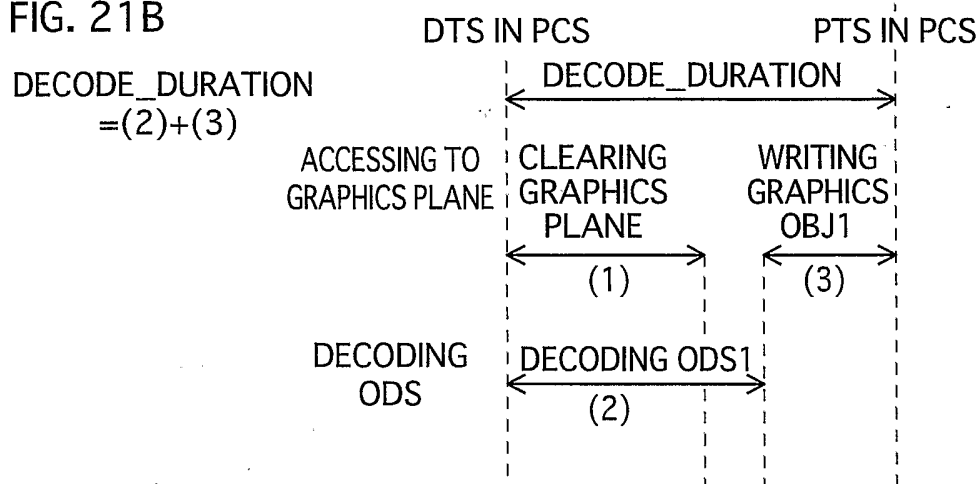 FIG. 21B
DTS IN PCS
PTS IN PCS
DECODE_DURATION
=(2)+(3)
DECODE_DURATION
ACCESSING TO
GRAPHICS PLANE
CLEARING
GRAPHICS
PLANE
(1)
WRITING
GRAPHICS
OBJ1
(3)
DECODING
ODS
DECODING ODS1
(2)